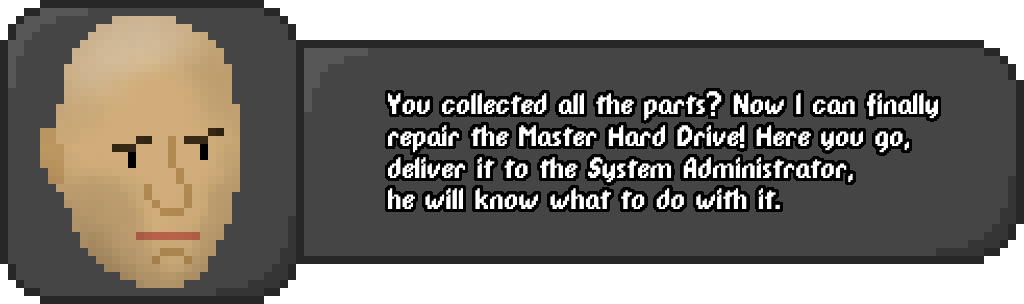 You collected all the parts? Now I can finally
repair the Master Hard Drive! Here you go,
deliver it to the System Administrator,
he will know what to do with it.